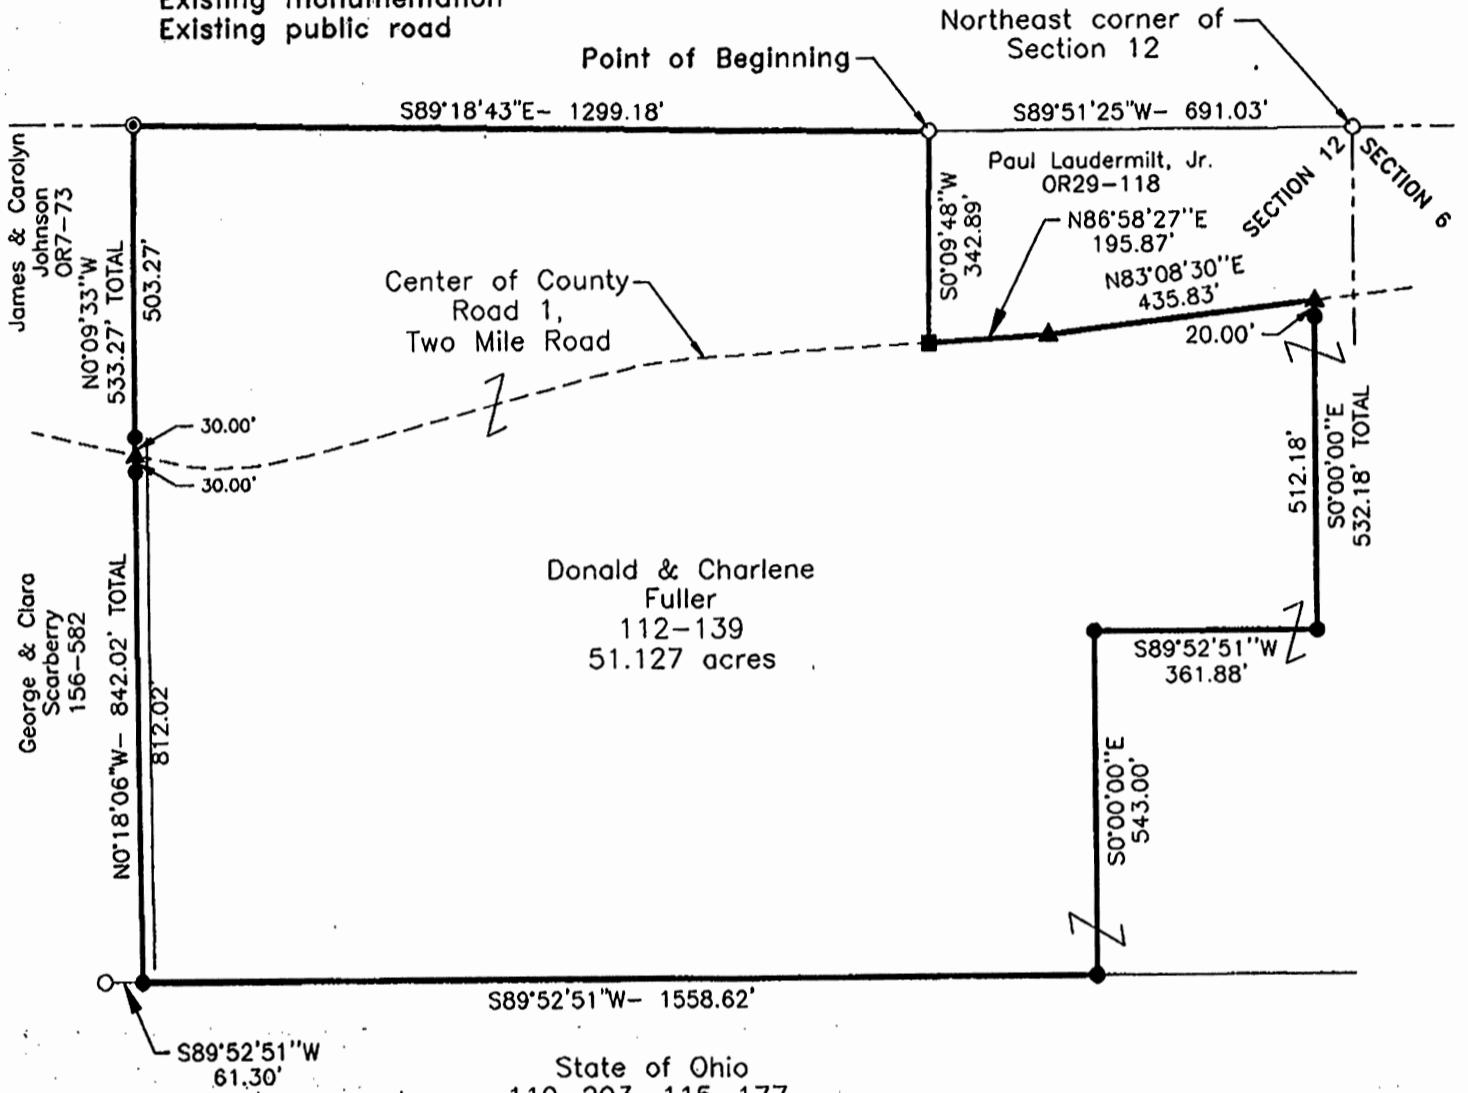 Existing monumentation
Existing public road
Northeast corner of
Section 12
Point of Beginning
S89°18'43"E- 1299.18'
S89°51'25"W- 691.03'
James & Carolyn
Johnson
OR7-73
N0°09'33"W
533.27' TOTAL
503.27'
Paul Laudermilt, Jr.
OR29-118
S0°09'48"W
342.89'
N86°58'27"E
195.87'
N83°08'30"E
435.83'
20.00'
SECTION 12
SECTION 6
Center of County
Road 1,
Two Mile Road
30.00'
30.00'
512.18'
S0°00'00"E
532.18' TOTAL
George & Clara
Scarberry
156-582
N0°18'06"W- 842.02' TOTAL
812.02'
Donald & Charlene
Fuller
112-139
51.127 acres
S89°52'51"W
361.88'
S0°00'00"E
543.00'
S89°52'51"W- 1558.62'
S89°52'51"W
61.30'
State of Ohio